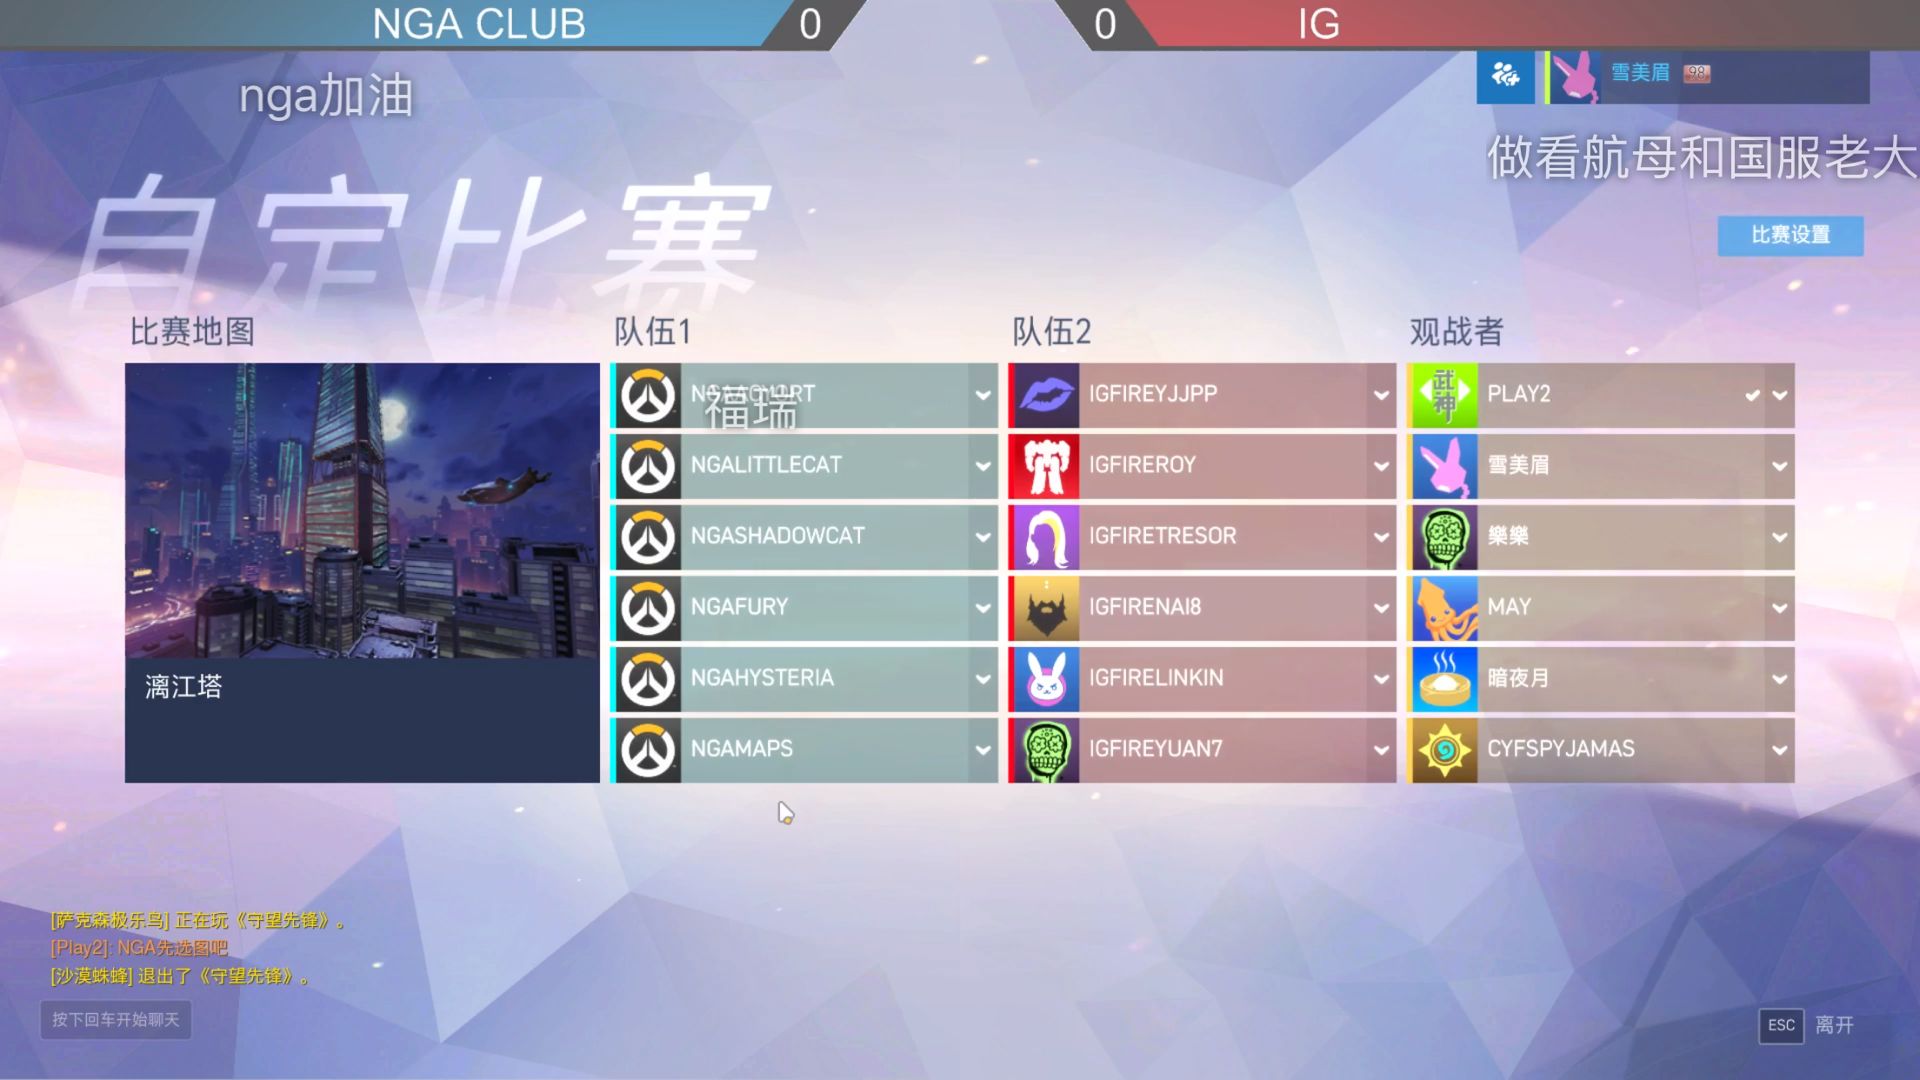 NGA CLUB 0 0 IG
nga加油
雪美眉 98
做看航母和国服老大
自定比赛
比赛设置
比赛地图
漓江塔
队伍1
福瑞
NGALITTLECAT
NGASHADOWCAT
NGAFURY
NGAHYSTERIA
NGAMAPS
队伍2
IGFIREYJJPP
IGFIREROY
IGFIRETRESOR
IGFIRENAI8
IGFIRELINKIN
IGFIREYUAN7
观战者
武神
PLAY2
雪美眉
樂樂
MAY
暗夜月
CYFSPYJAMAS
[萨克森极乐鸟] 正在玩《守望先锋》。
[Play2]: NGA先选图吧
[沙漠蛛蜂] 退出了《守望先锋》。
按下回车开始聊天
ESC 离开